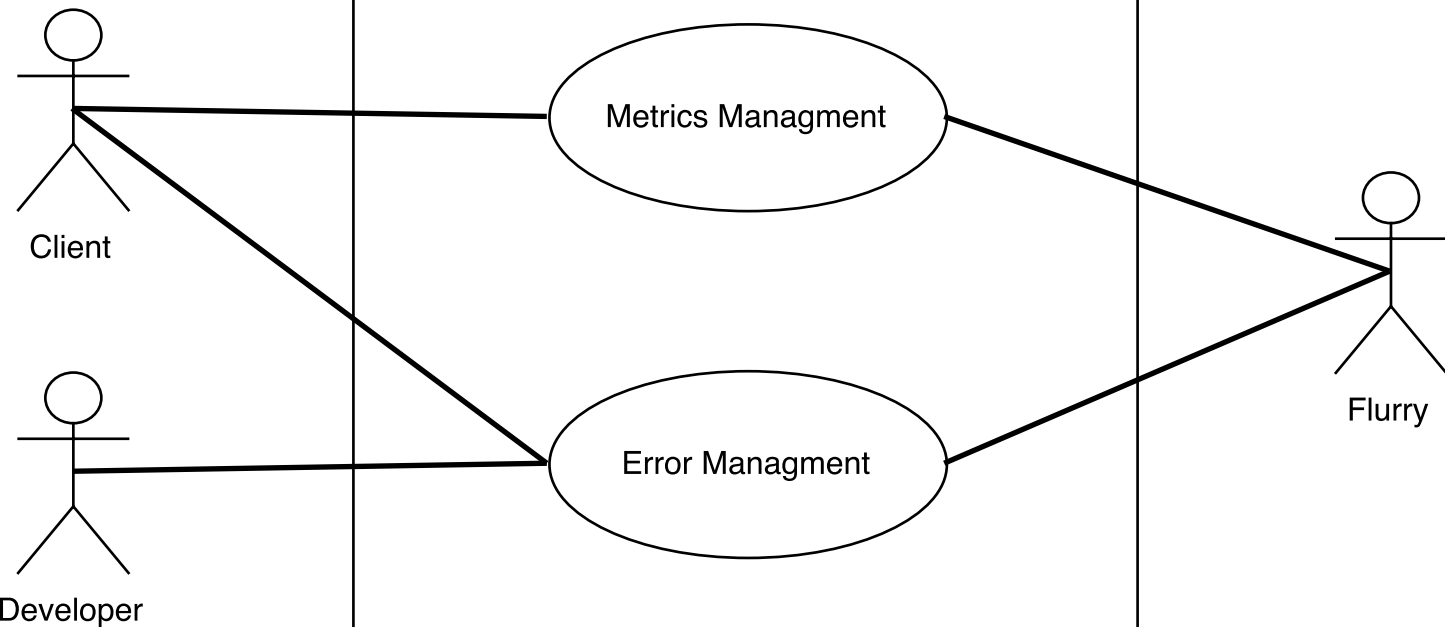 Metrics Managment
Client
Flurry
Error Managment
Developer